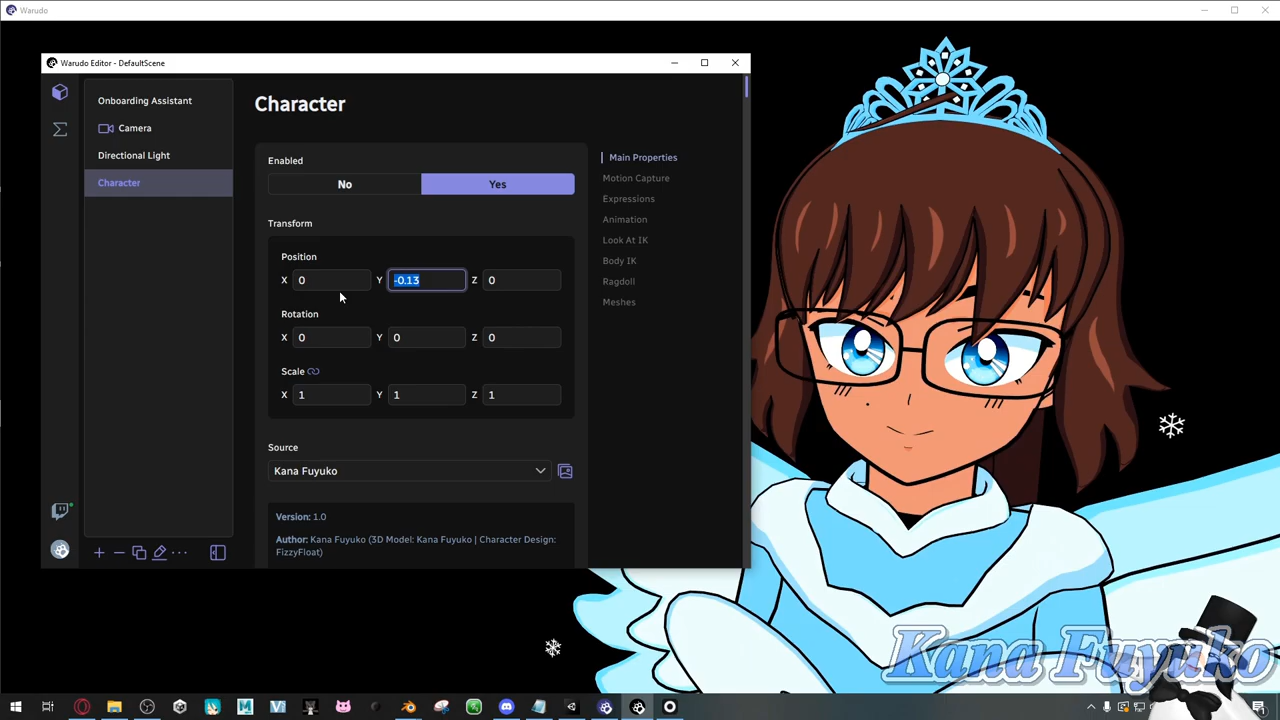 Warudo
Warudo Editor - DefaultScene
Onboarding Assistant
Camera
Directional Light
Character
Character
Enabled
No
Yes
Transform
Position
X 0 Y -0.13 Z 0
Rotation
X 0 Y 0 Z 0
Scale
X 1 Y 1 Z 1
Source
Kana Fuyuko
Version: 1.0
Author: Kana Fuyuko (3D Model: Kana Fuyuko | Character Design:
FizzyFloat)
Main Properties
Motion Capture
Expressions
Animation
Look At IK
Body IK
Ragdoll
Meshes
Kana Fuyuko